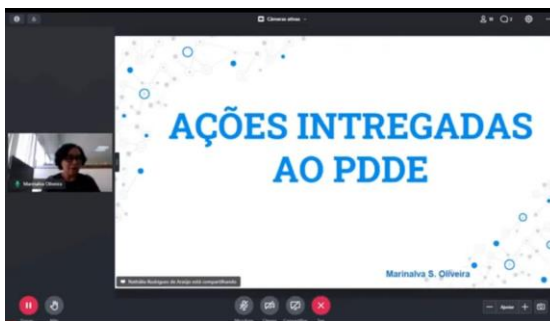 Câmeras ativas
AÇÕES INTREGADAS
AO PDDE
Marinalva Oliveira
Marinalva S. Oliveira
Nathália Rodrigues de Araújo está compartilhando